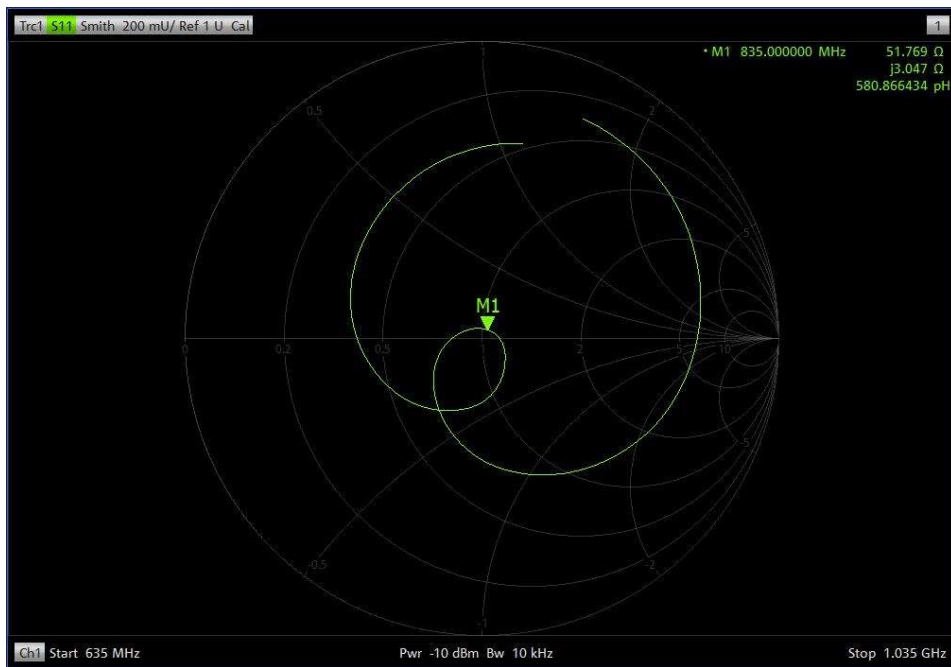 Trc1 S11 Smith 200 mU/ Ref 1 U Cal
1
• M1 835.000000 MHz 51.769 Ω
j3.047 Ω
580.866434 pH
1
0.5
2
5
M1
0 0.2 0.5 1 2 5 10
-5
-0.5
-2
-1
Ch1 Start 635 MHz Pwr -10 dBm Bw 10 kHz Stop 1.035 GHz